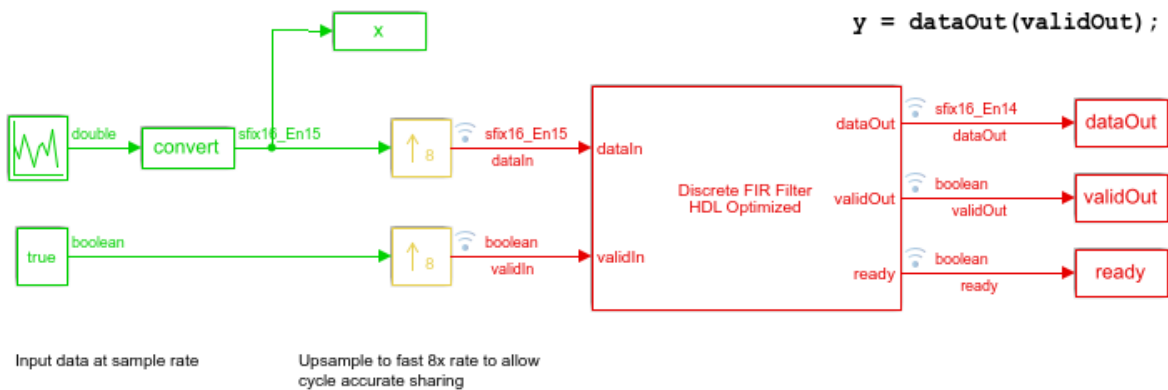 y = dataOut(validOut);
x
double
convert
sfix16_En15
↑ 8
sfix16_En15
dataIn
dataIn
Discrete FIR Filter
HDL Optimized
dataOut
sfix16_En14
dataOut
dataOut
validOut
boolean
validOut
validOut
true
boolean
↑ 8
boolean
validIn
validIn
ready
boolean
ready
ready
Input data at sample rate
Upsample to fast 8x rate to allow
cycle accurate sharing